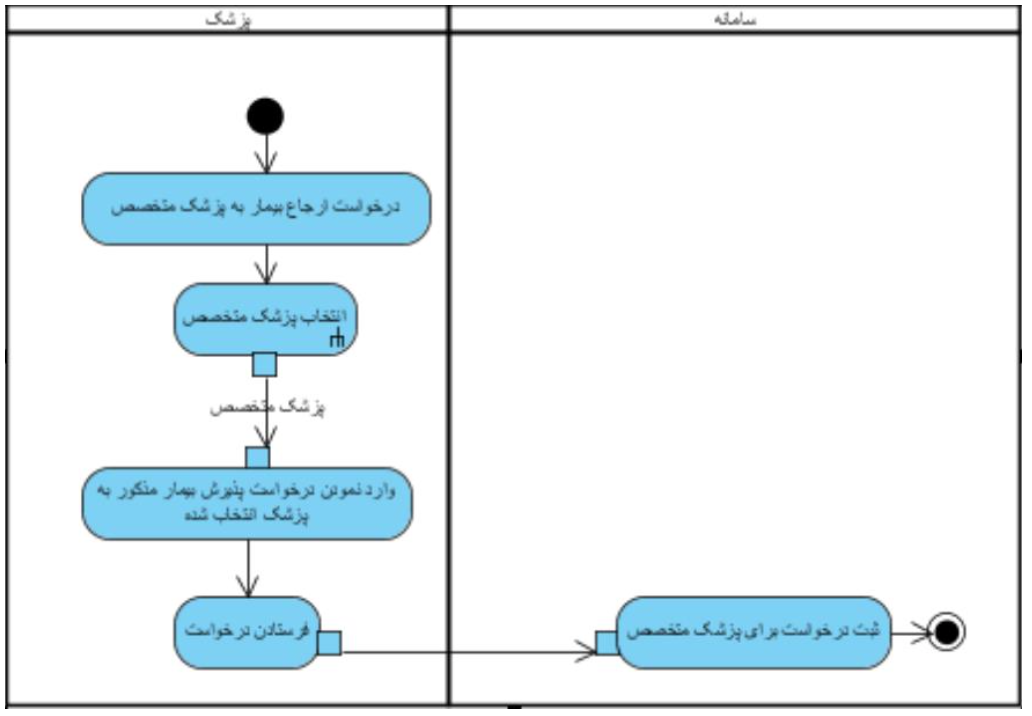 پزشک
سامانه
درخواست ارجاع بیمار به پزشک متخصص
انتخاب پزشک متخصص
پزشک متخصص
وارد نمودن درخواست پذیرش بیمار مذکور به
پزشک انتخاب شده
فرستادن درخواست
ثبت درخواست برای پزشک متخصص